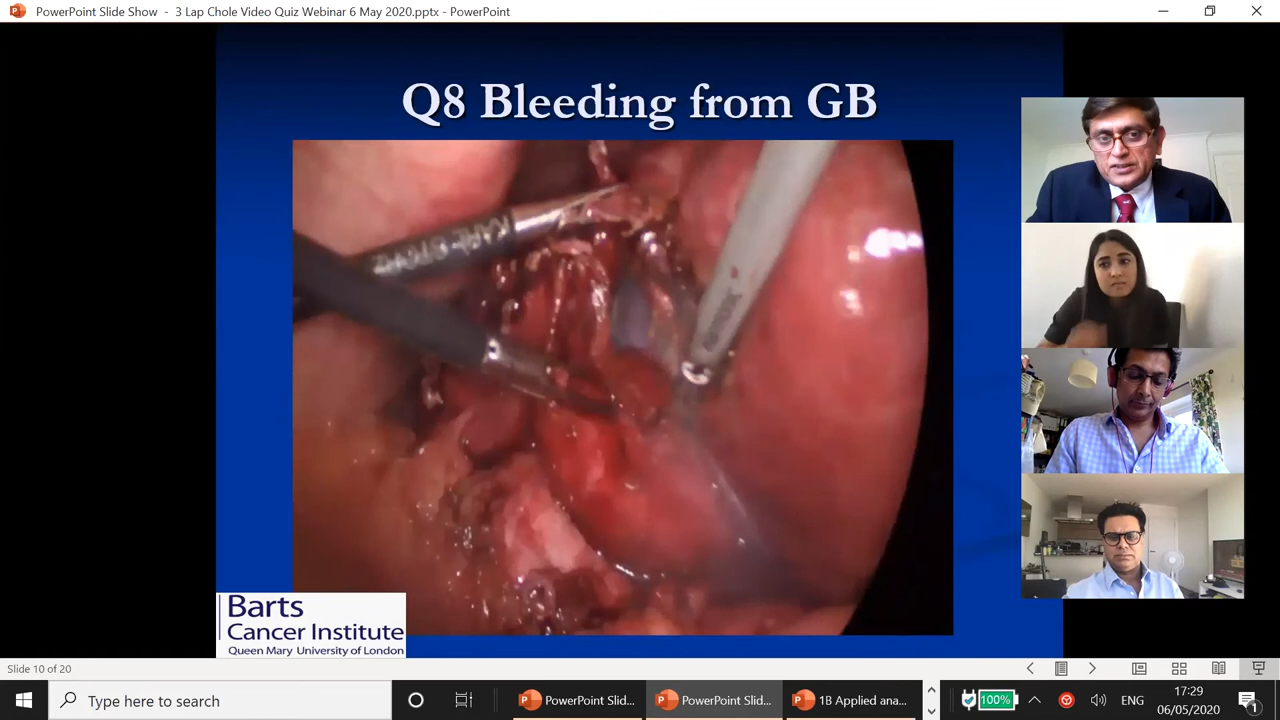 PowerPoint Slide Show - 3 Lap Chole Video Quiz Webinar 6 May 2020.pptx - PowerPoint
Q8 Bleeding from GB
Barts
Cancer Institute
Queen Mary University of London
Slide 10 of 20
Type here to search
PowerPoint Slid...
PowerPoint Slid...
1B Applied ana...
100%
ENG
17:29
06/05/2020
1